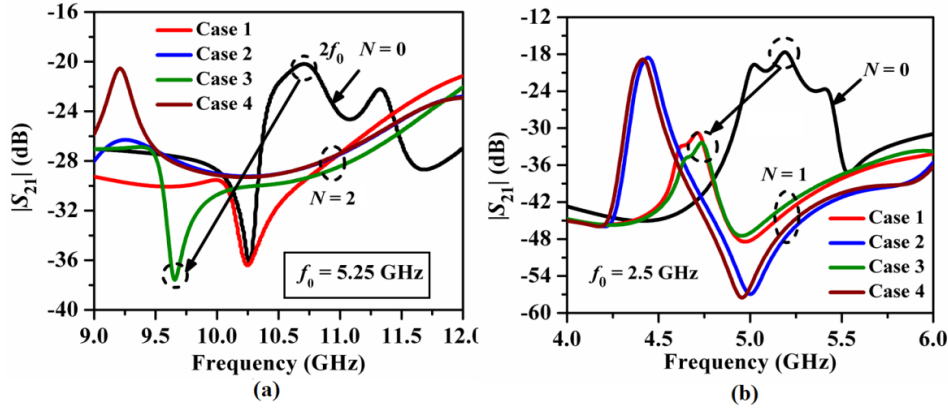 -16
-20
-24
-28
-32
-36
-40
|S21| (dB)
Case 1
Case 2
Case 3
Case 4
2f0
N = 0
N = 2
f0 = 5.25 GHz
9.0 9.5 10.0 10.5 11.0 11.5 12.0
Frequency (GHz)
(a)
-12
-18
-24
-30
-36
-42
-48
-54
-60
|S21| (dB)
N = 0
N = 1
Case 1
Case 2
Case 3
Case 4
f0 = 2.5 GHz
4.0 4.5 5.0 5.5 6.0
Frequency (GHz)
(b)